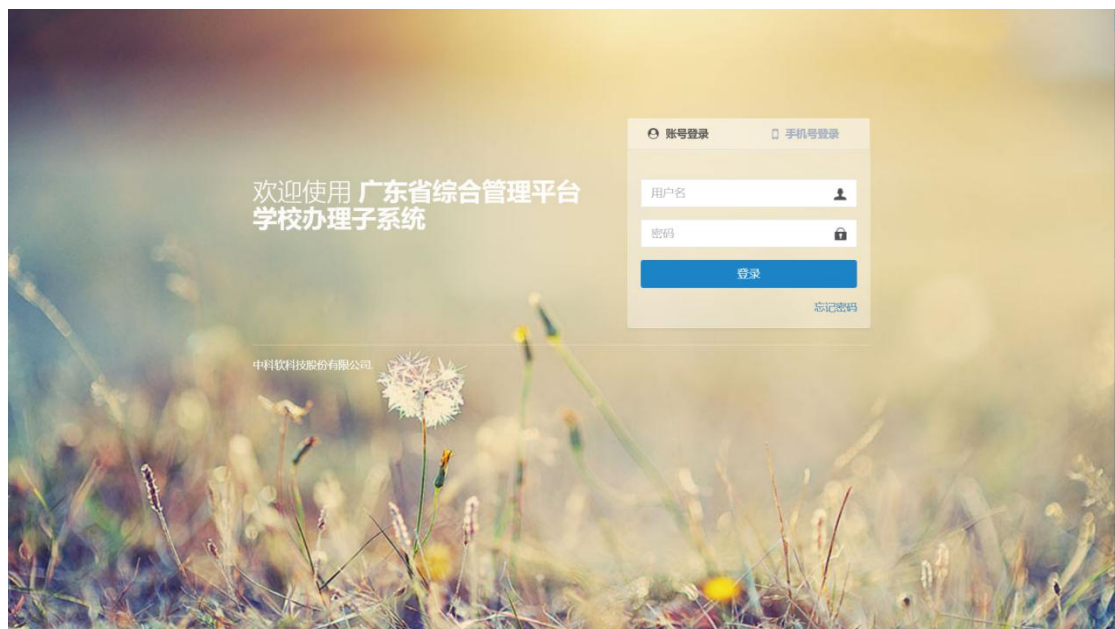 账号登录
手机号登录
欢迎使用 广东省综合管理平台
学校办理子系统
用户名
密码
登录
忘记密码
中科软科技股份有限公司.